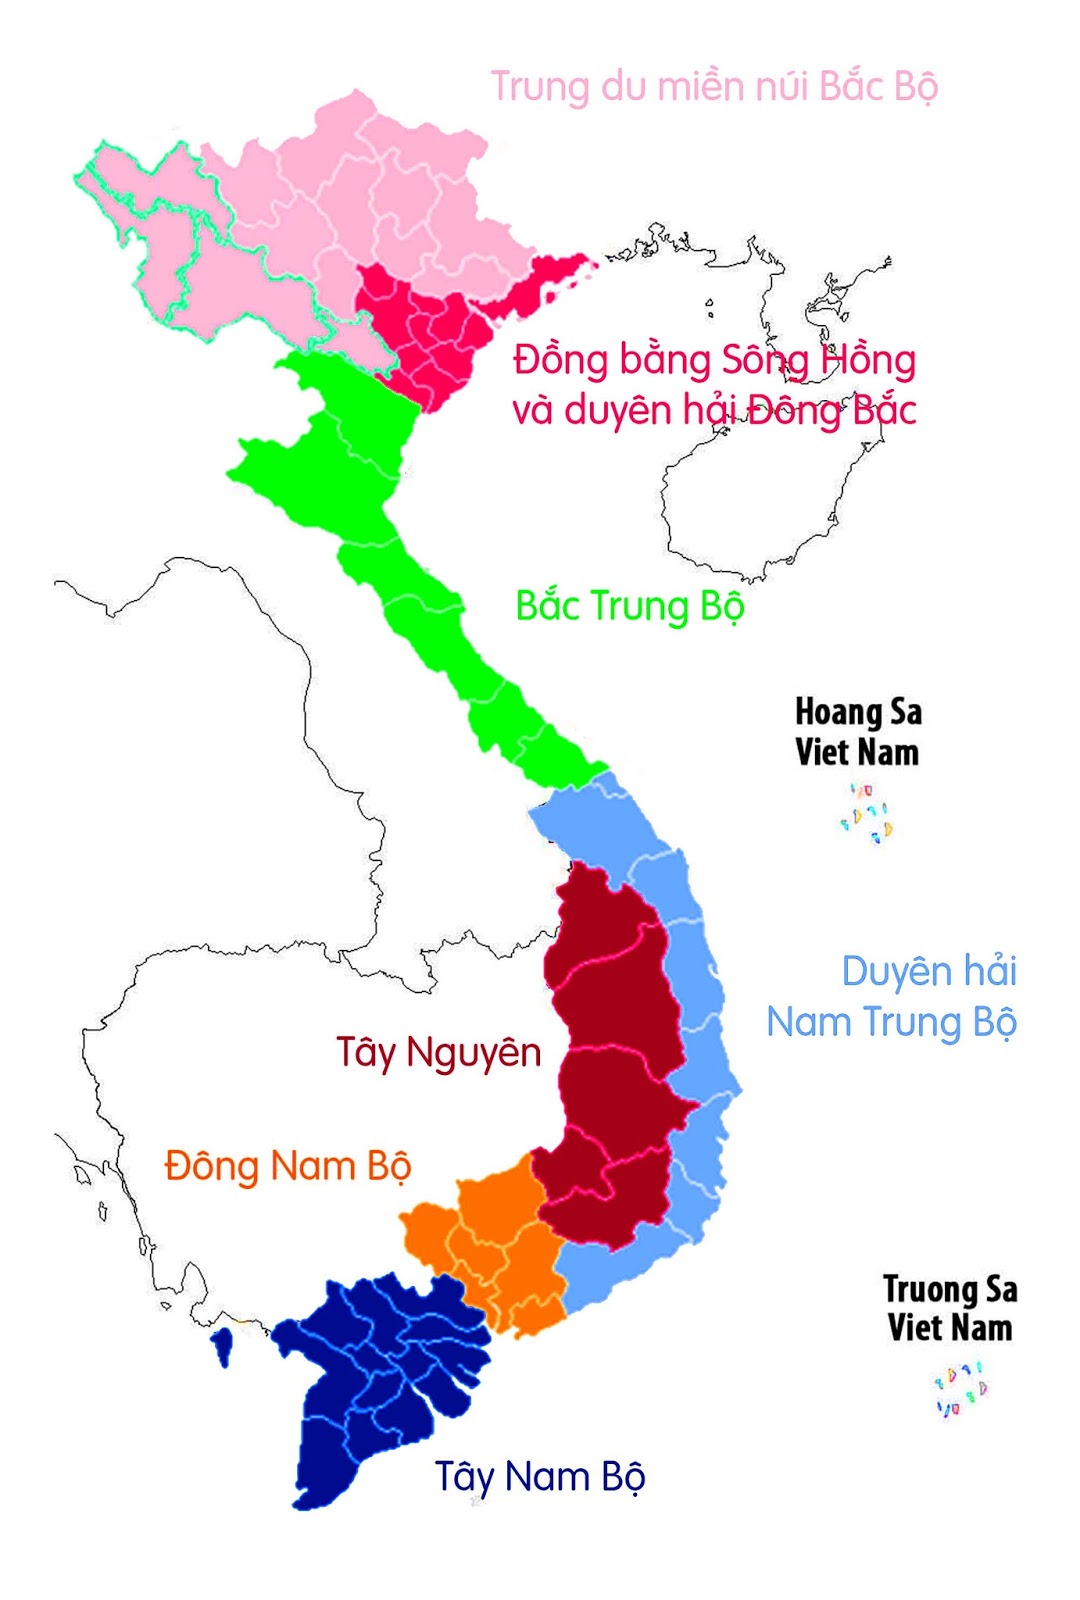 Trung du miền núi Bắc Bộ
Đồng bằng Sông Hồng
và duyên hải Đông Bắc
Bắc Trung Bộ
Hoang Sa
Viet Nam
Duyên hải
Nam Trung Bộ
Tây Nguyên
Đông Nam Bộ
Truong Sa
Viet Nam
Tây Nam Bộ